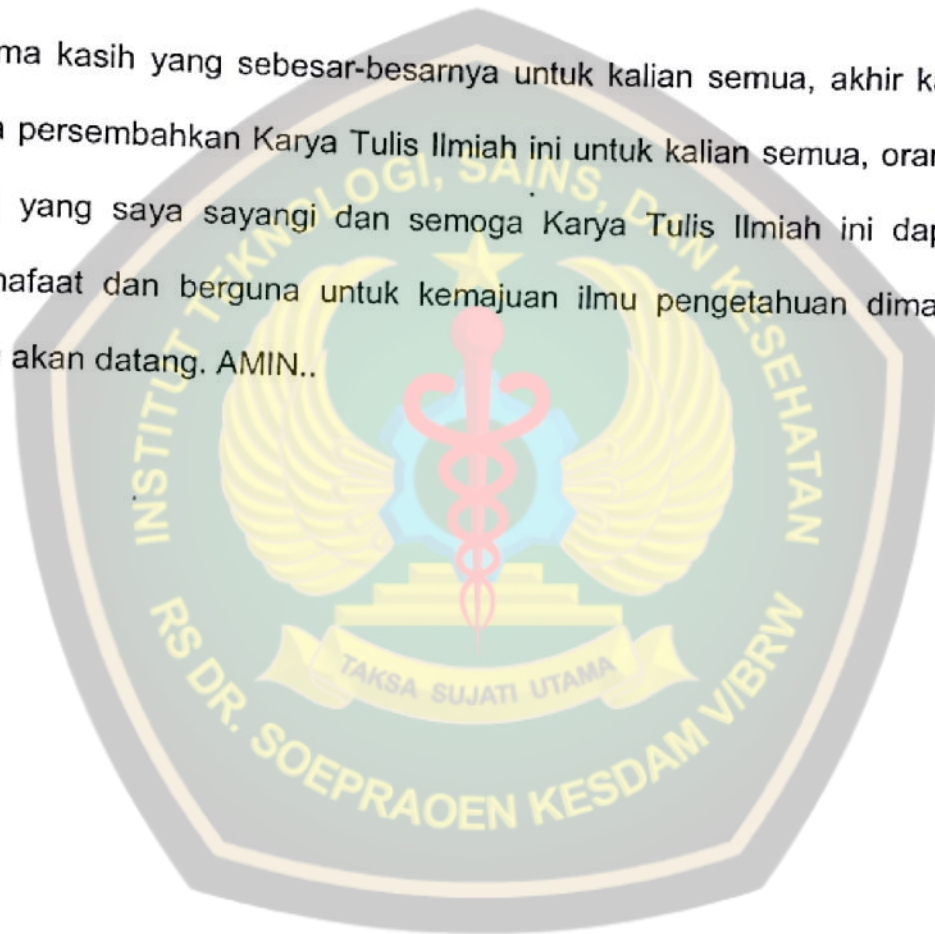 ma kasih yang sebesar-besarnya untuk kalian semua, akhir ka
persembahkan Karya Tulis Ilmiah ini untuk kalian semua, oran
yang saya sayangi dan semoga Karya Tulis Ilmiah ini dap
nafaat dan berguna untuk kemajuan ilmu pengetahuan dima
akan datang. AMIN..
INSTITUT TEKNOLOGI, SAINS, DAN KESEHATAN
TAKSA SUJATI UTAMA
RS DR. SOEPRAOEN KESDAM V/BRW